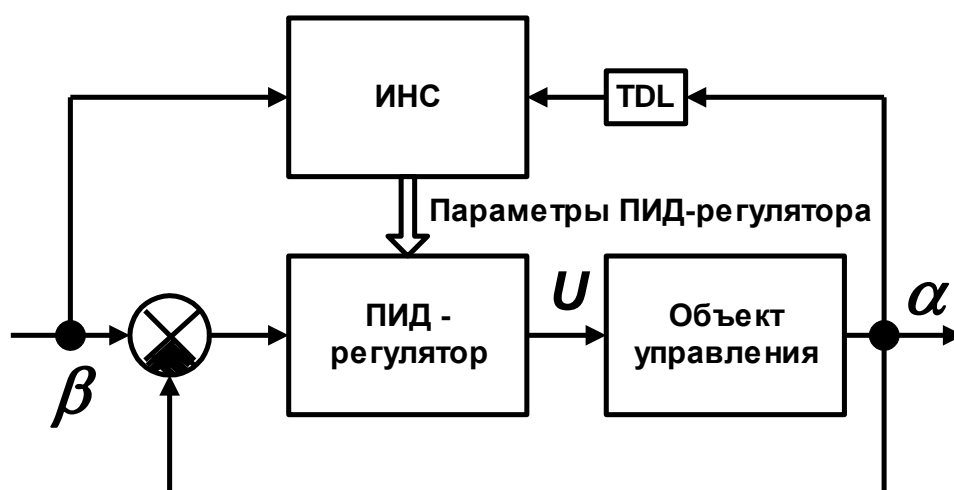 ИНС
TDL
Параметры ПИД-регулятора
ПИД -
регулятор
U
Объект
управления
α
β